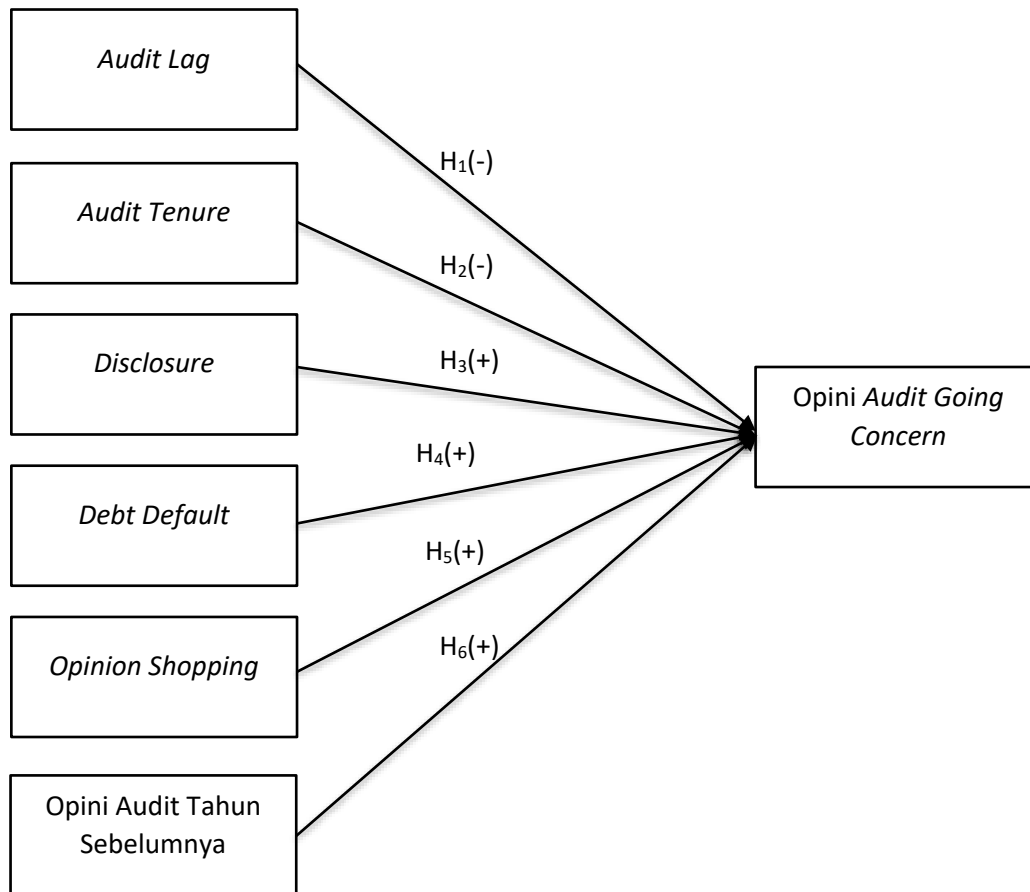 Audit Lag
H₁(-)
Audit Tenure
H₂(-)
Disclosure
H₃(+)
Opini Audit Going
Concern
H₄(+)
Debt Default
H₅(+)
Opinion Shopping
H₆(+)
Opini Audit Tahun
Sebelumnya